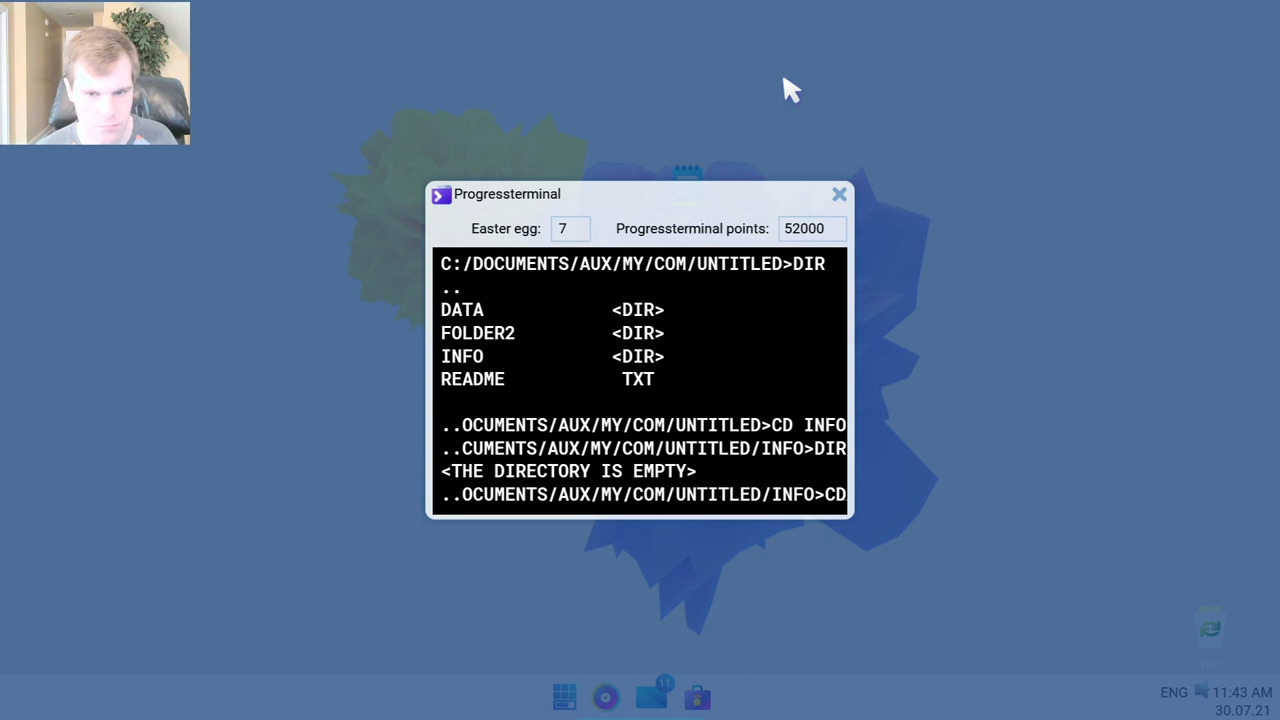 Progressterminal
Easter egg: 7 Progressterminal points: 52000
C:/DOCUMENTS/AUX/MY/COM/UNTITLED>DIR
..
DATA <DIR>
FOLDER2 <DIR>
INFO <DIR>
README TXT
..OCUMENTS/AUX/MY/COM/UNTITLED>CD INFO
..CUMENTS/AUX/MY/COM/UNTITLED/INFO>DIR
<THE DIRECTORY IS EMPTY>
..OCUMENTS/AUX/MY/COM/UNTITLED/INFO>CD
Bin
11
ENG 11:43 AM
30.07.21